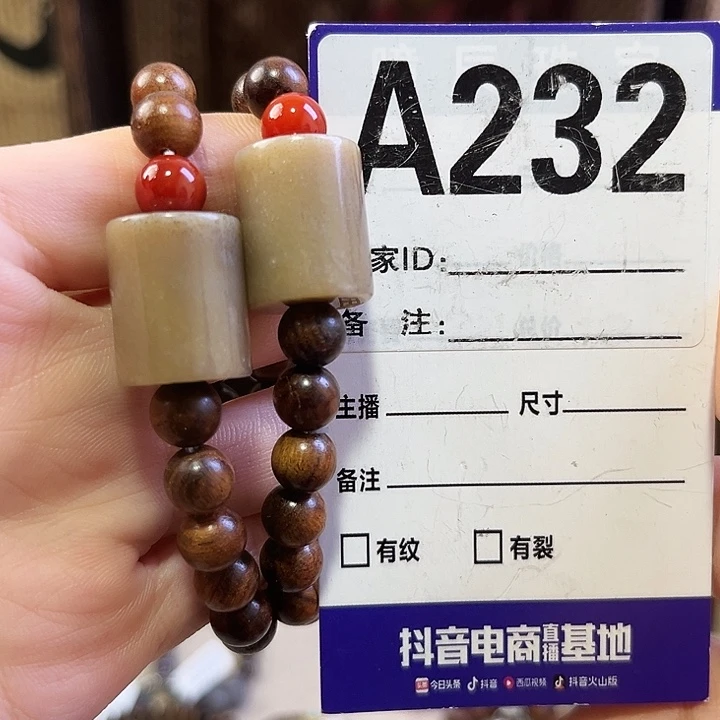 A232
家ID:
备 注:
主播 尺寸
备注
有纹 有裂
抖音电商直播基地
头条 今日头条 抖音 西瓜视频 抖音火山版